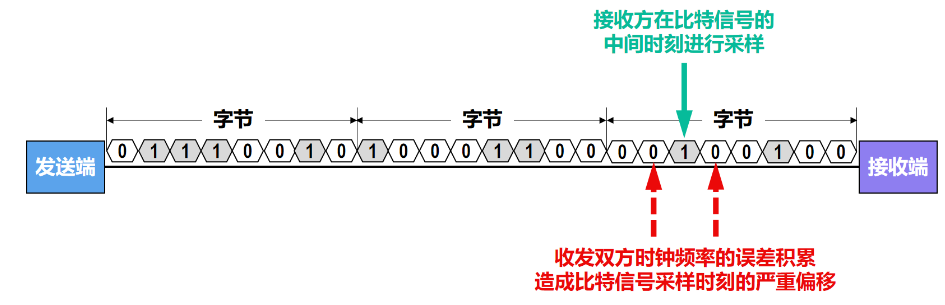 接收方在比特信号的
中间时刻进行采样
字节 字节 字节
发送端 0 1 1 1 0 0 1 0 1 0 0 0 1 1 0 0 0 0 1 0 0 1 0 0 接收端
收发双方时钟频率的误差积累
造成比特信号采样时刻的严重偏移